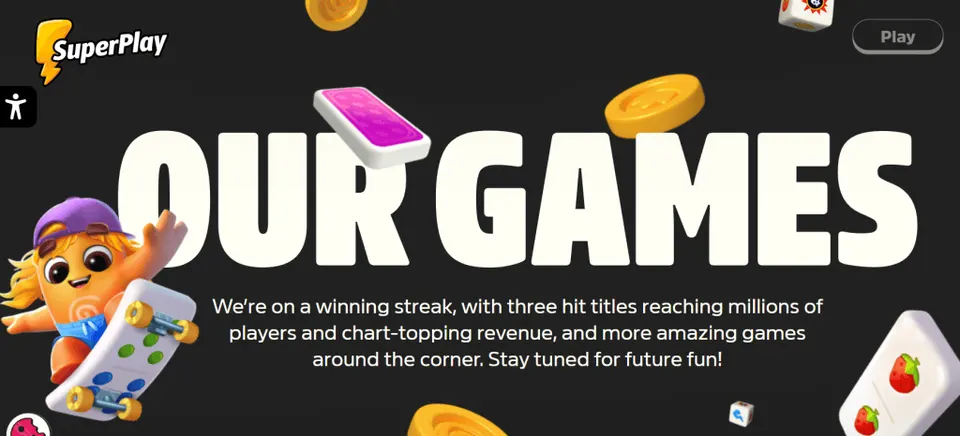 SuperPlay
Play
OUR GAMES
We're on a winning streak, with three hit titles reaching millions of
players and chart-topping revenue, and more amazing games
around the corner. Stay tuned for future fun!